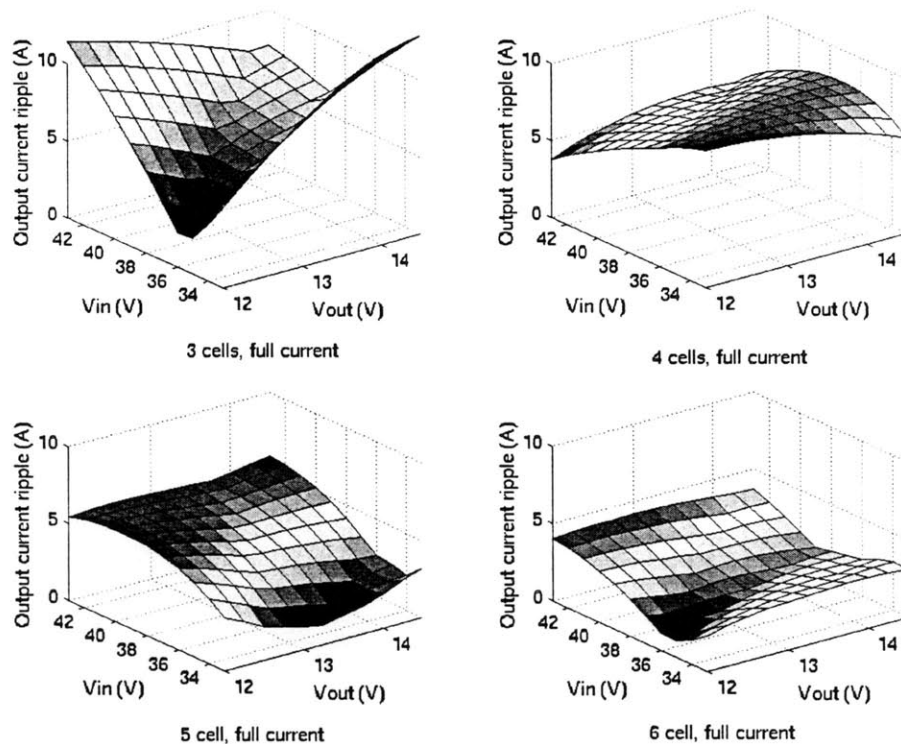 Output current ripple (A)
10
5
0
42
40
38
36
34
Vin (V)
12
13
14
Vout (V)
3 cells, full current
Output current ripple (A)
10
5
0
42
40
38
36
34
Vin (V)
12
13
14
Vout (V)
4 cells, full current
Output current ripple (A)
10
5
0
42
40
38
36
34
Vin (V)
12
13
14
Vout (V)
5 cell, full current
Output current ripple (A)
10
5
0
42
40
38
36
34
Vin (V)
12
13
14
Vout (V)
6 cell, full current